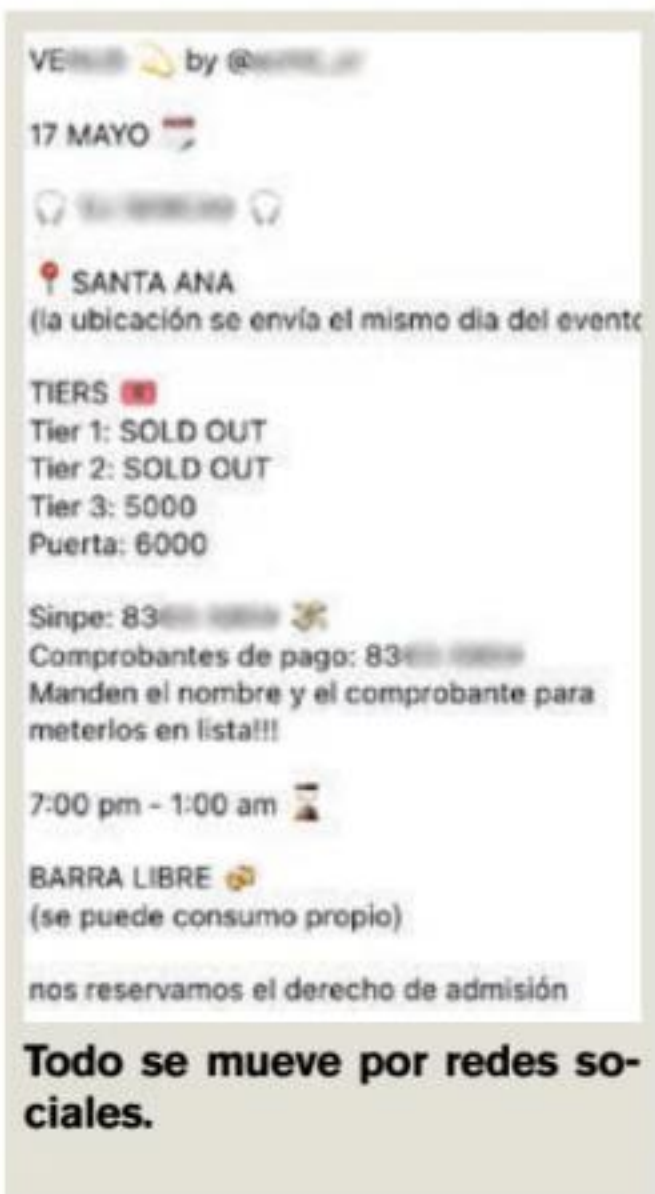 VE 💫 by @
17 MAYO 📅
🎧 🎧
📍 SANTA ANA
(la ubicación se envía el mismo dia del evento
TIERS 🎟️
Tier 1: SOLD OUT
Tier 2: SOLD OUT
Tier 3: 5000
Puerta: 6000
Sinpe: 83 💸
Comprobantes de pago: 83
Manden el nombre y el comprobante para
meterlos en lista!!!
7:00 pm - 1:00 am ⌛
BARRA LIBRE 🍻
(se puede consumo propio)
nos reservamos el derecho de admisión
Todo se mueve por redes so-
ciales.